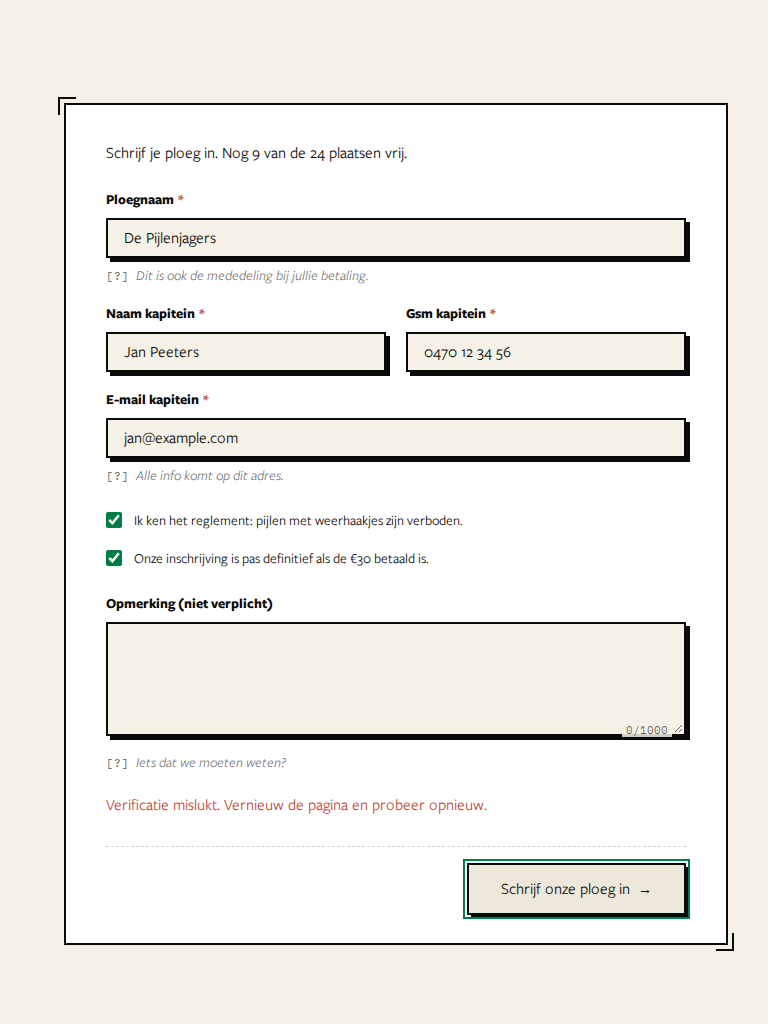 Schrijf je ploeg in. Nog 9 van de 24 plaatsen vrij.
Ploegnaam *
De Pijlenjagers
[?] Dit is ook de mededeling bij jullie betaling.
Naam kapitein *
Gsm kapitein *
Jan Peeters
0470 12 34 56
E-mail kapitein *
jan@example.com
[?] Alle info komt op dit adres.
Ik ken het reglement: pijlen met weerhaakjes zijn verboden.
Onze inschrijving is pas definitief als de €30 betaald is.
Opmerking (niet verplicht)
0/1000
[?] Iets dat we moeten weten?
Verificatie mislukt. Vernieuw de pagina en probeer opnieuw.
Schrijf onze ploeg in →